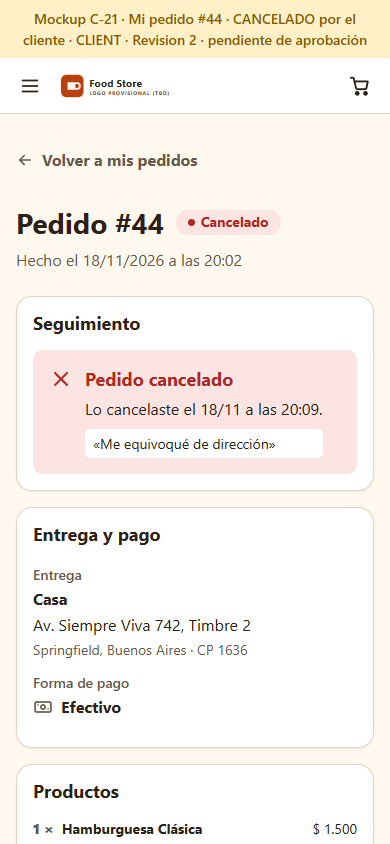 Mockup C-21 · Mi pedido #44 · CANCELADO por el
cliente · CLIENT · Revision 2 · pendiente de aprobación
Food Store
LOGO PROVISIONAL (TBD)
Volver a mis pedidos
Pedido #44
Cancelado
Hecho el 18/11/2026 a las 20:02
Seguimiento
Pedido cancelado
Lo cancelaste el 18/11 a las 20:09.
«Me equivoqué de dirección»
Entrega y pago
Entrega
Casa
Av. Siempre Viva 742, Timbre 2
Springfield, Buenos Aires · CP 1636
Forma de pago
Efectivo
Productos
1 × Hamburguesa Clásica $ 1.500